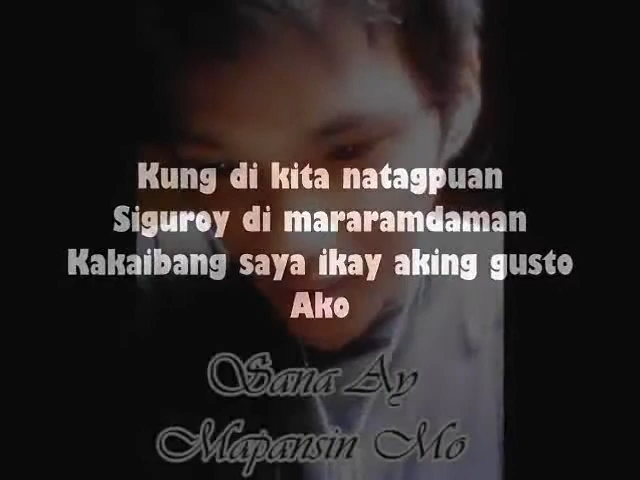 Kung di kita natagpuan
Siguroy di mararamdaman
Kakaibang saya ikay aking gusto
Ako
Sana Ay
Mapansin Mo